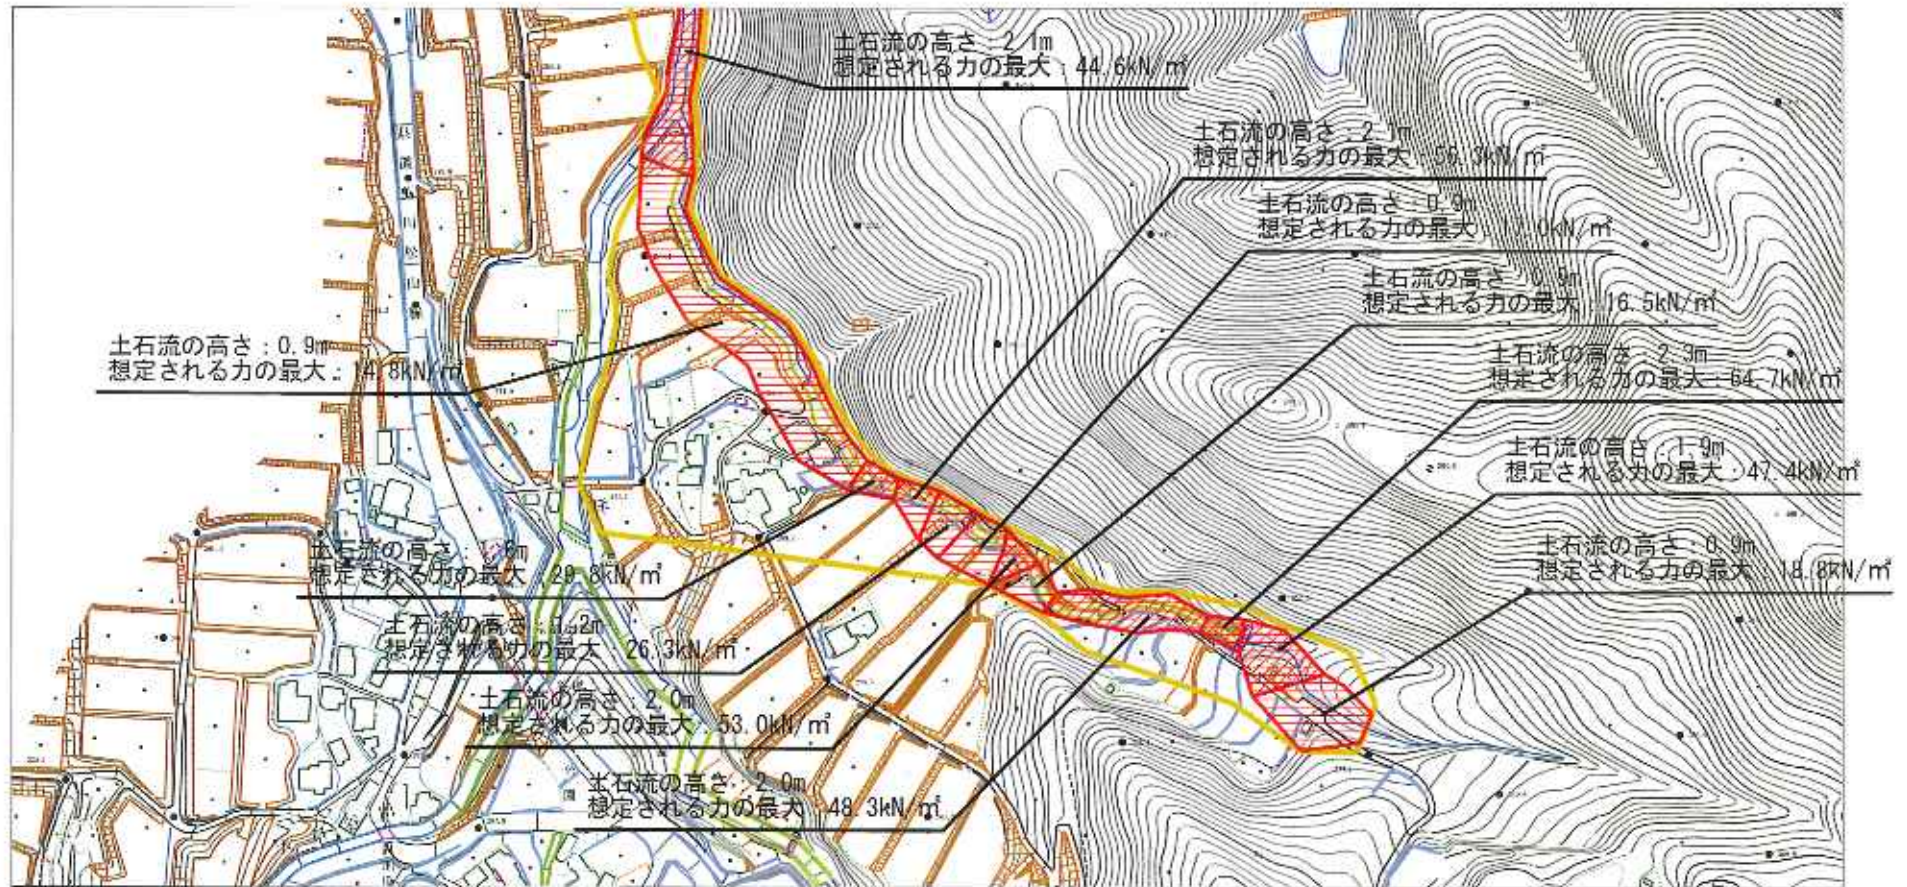 土石流の高さ：2.1m
想定される力の最大：44.6kN/㎡
土石流の高さ：2.1m
想定される力の最大：56.3kN/㎡
土石流の高さ：0.9m
想定される力の最大：17.0kN/㎡
土石流の高さ：0.9m
想定される力の最大：16.5kN/㎡
土石流の高さ：0.9m
想定される力の最大：14.8kN/㎡
土石流の高さ：2.3m
想定される力の最大：64.7kN/㎡
土石流の高さ：1.9m
想定される力の最大：47.4kN/㎡
土石流の高さ：0.9m
想定される力の最大：18.8kN/㎡
土石流の高さ：
想定される力の最大：29.8kN/㎡
土石流の高さ：1.2m
想定される力の最大：26.3kN/㎡
土石流の高さ：2.0m
想定される力の最大：53.0kN/㎡
土石流の高さ：2.0m
想定される力の最大：48.3kN/㎡